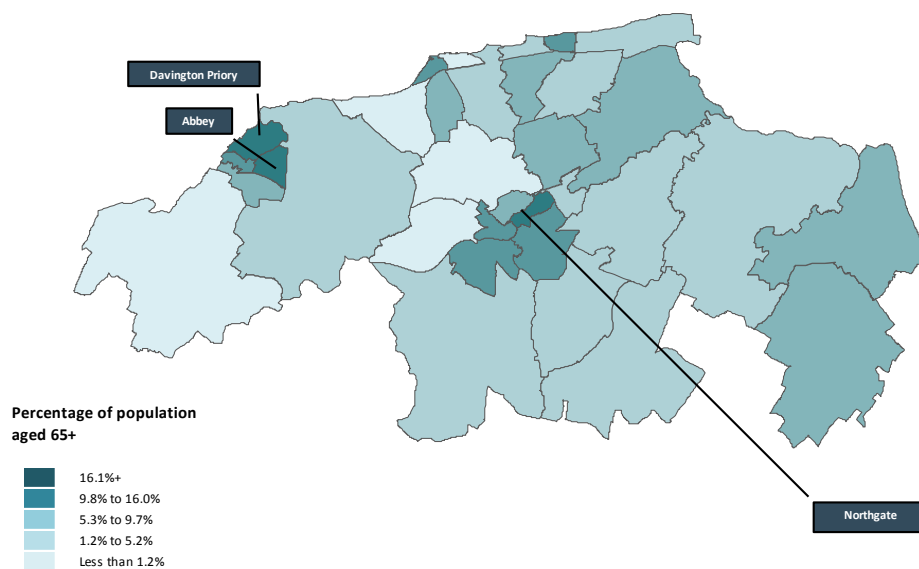 Davington Priory
Abbey
Percentage of population
aged 65+
16.1%+
9.8% to 16.0%
5.3% to 9.7%
1.2% to 5.2%
Less than 1.2%
Northgate